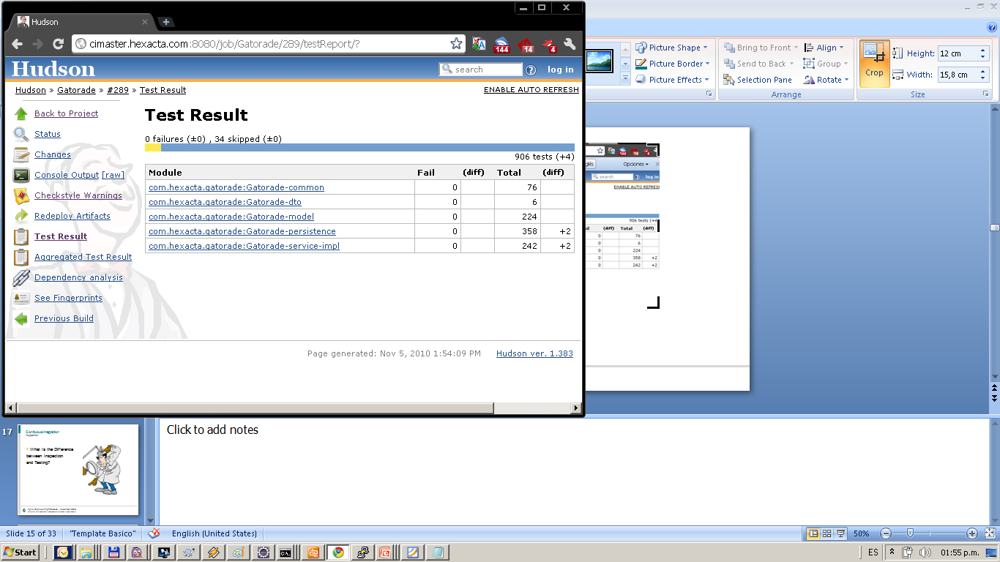 Hudson
cimaster.hexacta.com:8080/job/Gatorade/289/testReport/?
144
14
4
Hudson
search
log in
Hudson » Gatorade » #289 » Test Result
ENABLE AUTO REFRESH
Back to Project
Status
Changes
Console Output [raw]
Checkstyle Warnings
Redeploy Artifacts
Test Result
Aggregated Test Result
Dependency analysis
See Fingerprints
Previous Build
Test Result
0 failures (±0) , 34 skipped (±0)
906 tests (+4)
Module Fail (diff) Total (diff)
com.hexacta.gatorade:Gatorade-common 0 76
com.hexacta.gatorade:Gatorade-dto 0 6
com.hexacta.gatorade:Gatorade-model 0 224
com.hexacta.gatorade:Gatorade-persistence 0 358 +2
com.hexacta.gatorade:Gatorade-service-impl 0 242 +2
Page generated: Nov 5, 2010 1:54:09 PM Hudson ver. 1.383
Picture Shape
Picture Border
Picture Effects
Bring to Front
Send to Back
Selection Pane
Align
Group
Rotate
Arrange
Crop
Height: 12 cm
Width: 15,8 cm
Size
Opciones
search
log in
ENABLE AUTO REFRESH
906 tests (+4
(diff) Total (diff)
0 76
0 6
0 224
0 358 +2
0 242 +2
17
What is the Difference
between Inspection
and Testing?
Click to add notes
Slide 15 of 33
"Template Basico"
English (United States)
50%
Start
ES
01:55 p.m.